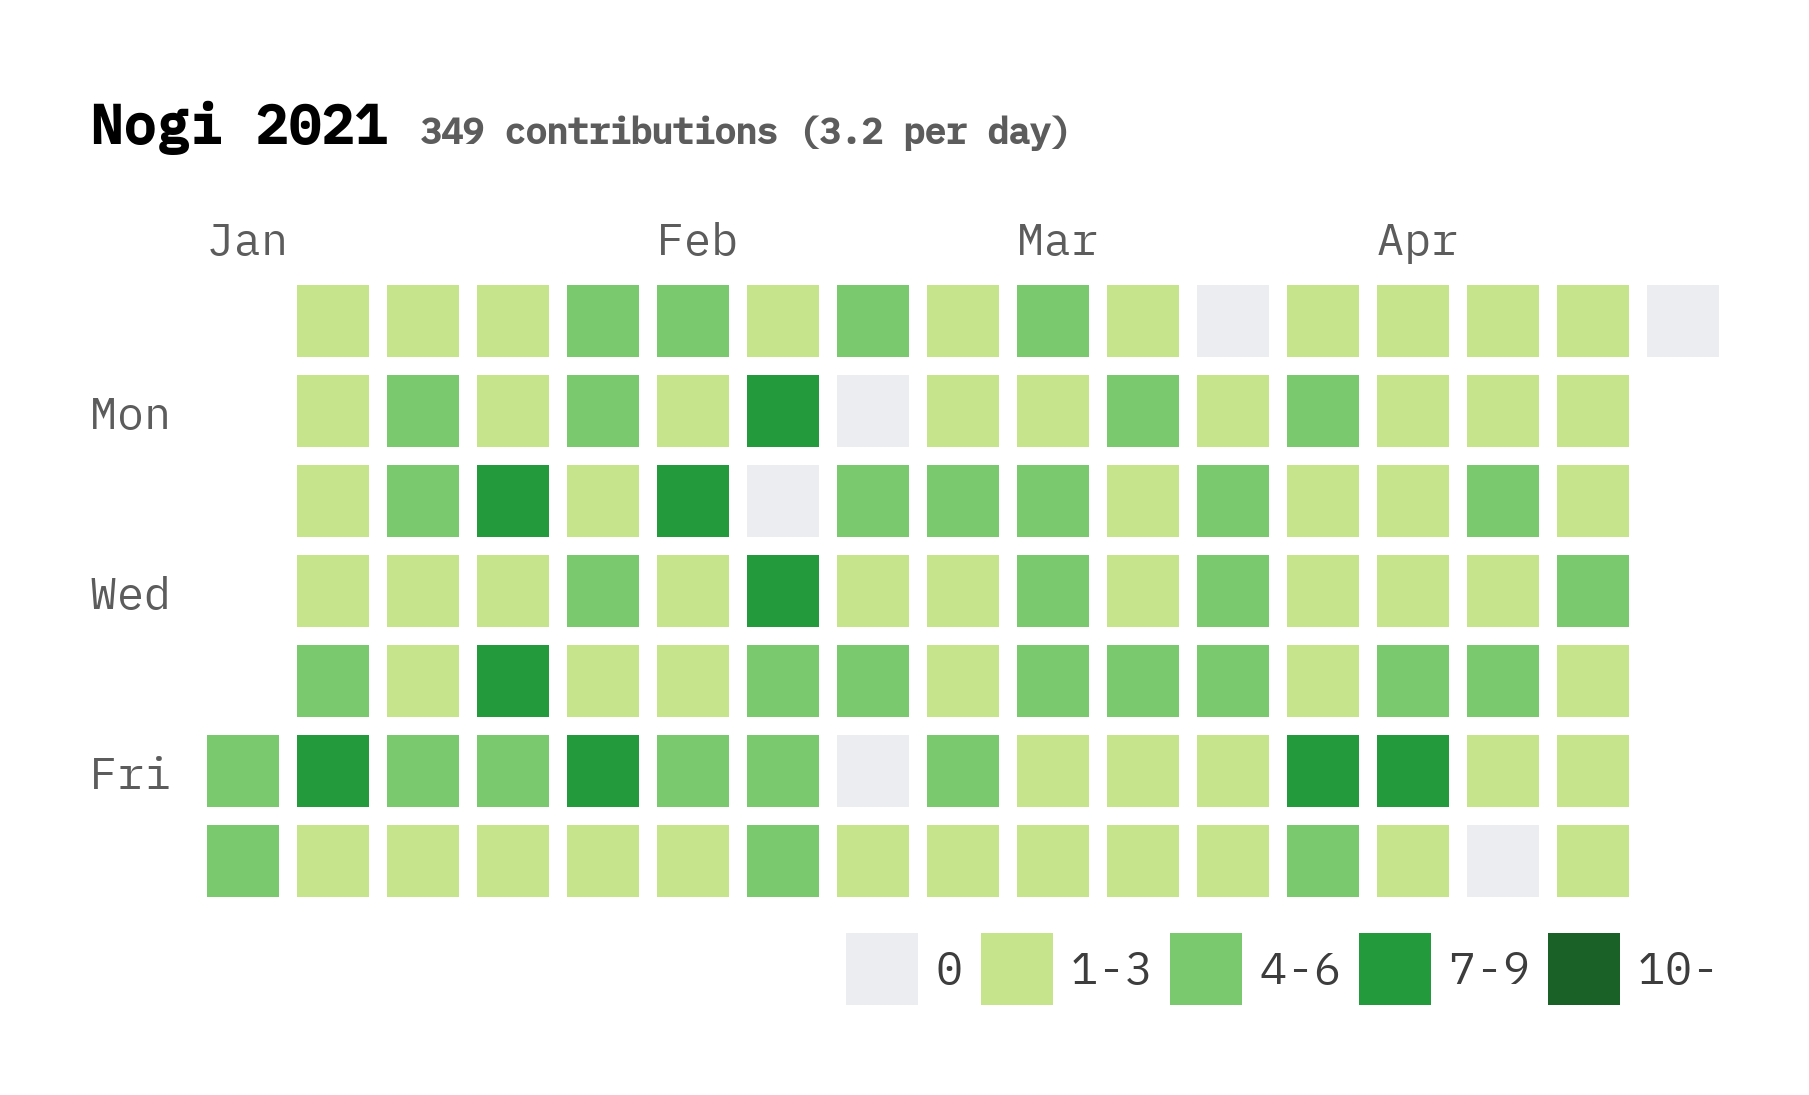 Nogi 2021 349 contributions (3.2 per day)
Jan Feb Mar Apr
Mon
Wed
Fri
0 1-3 4-6 7-9 10-